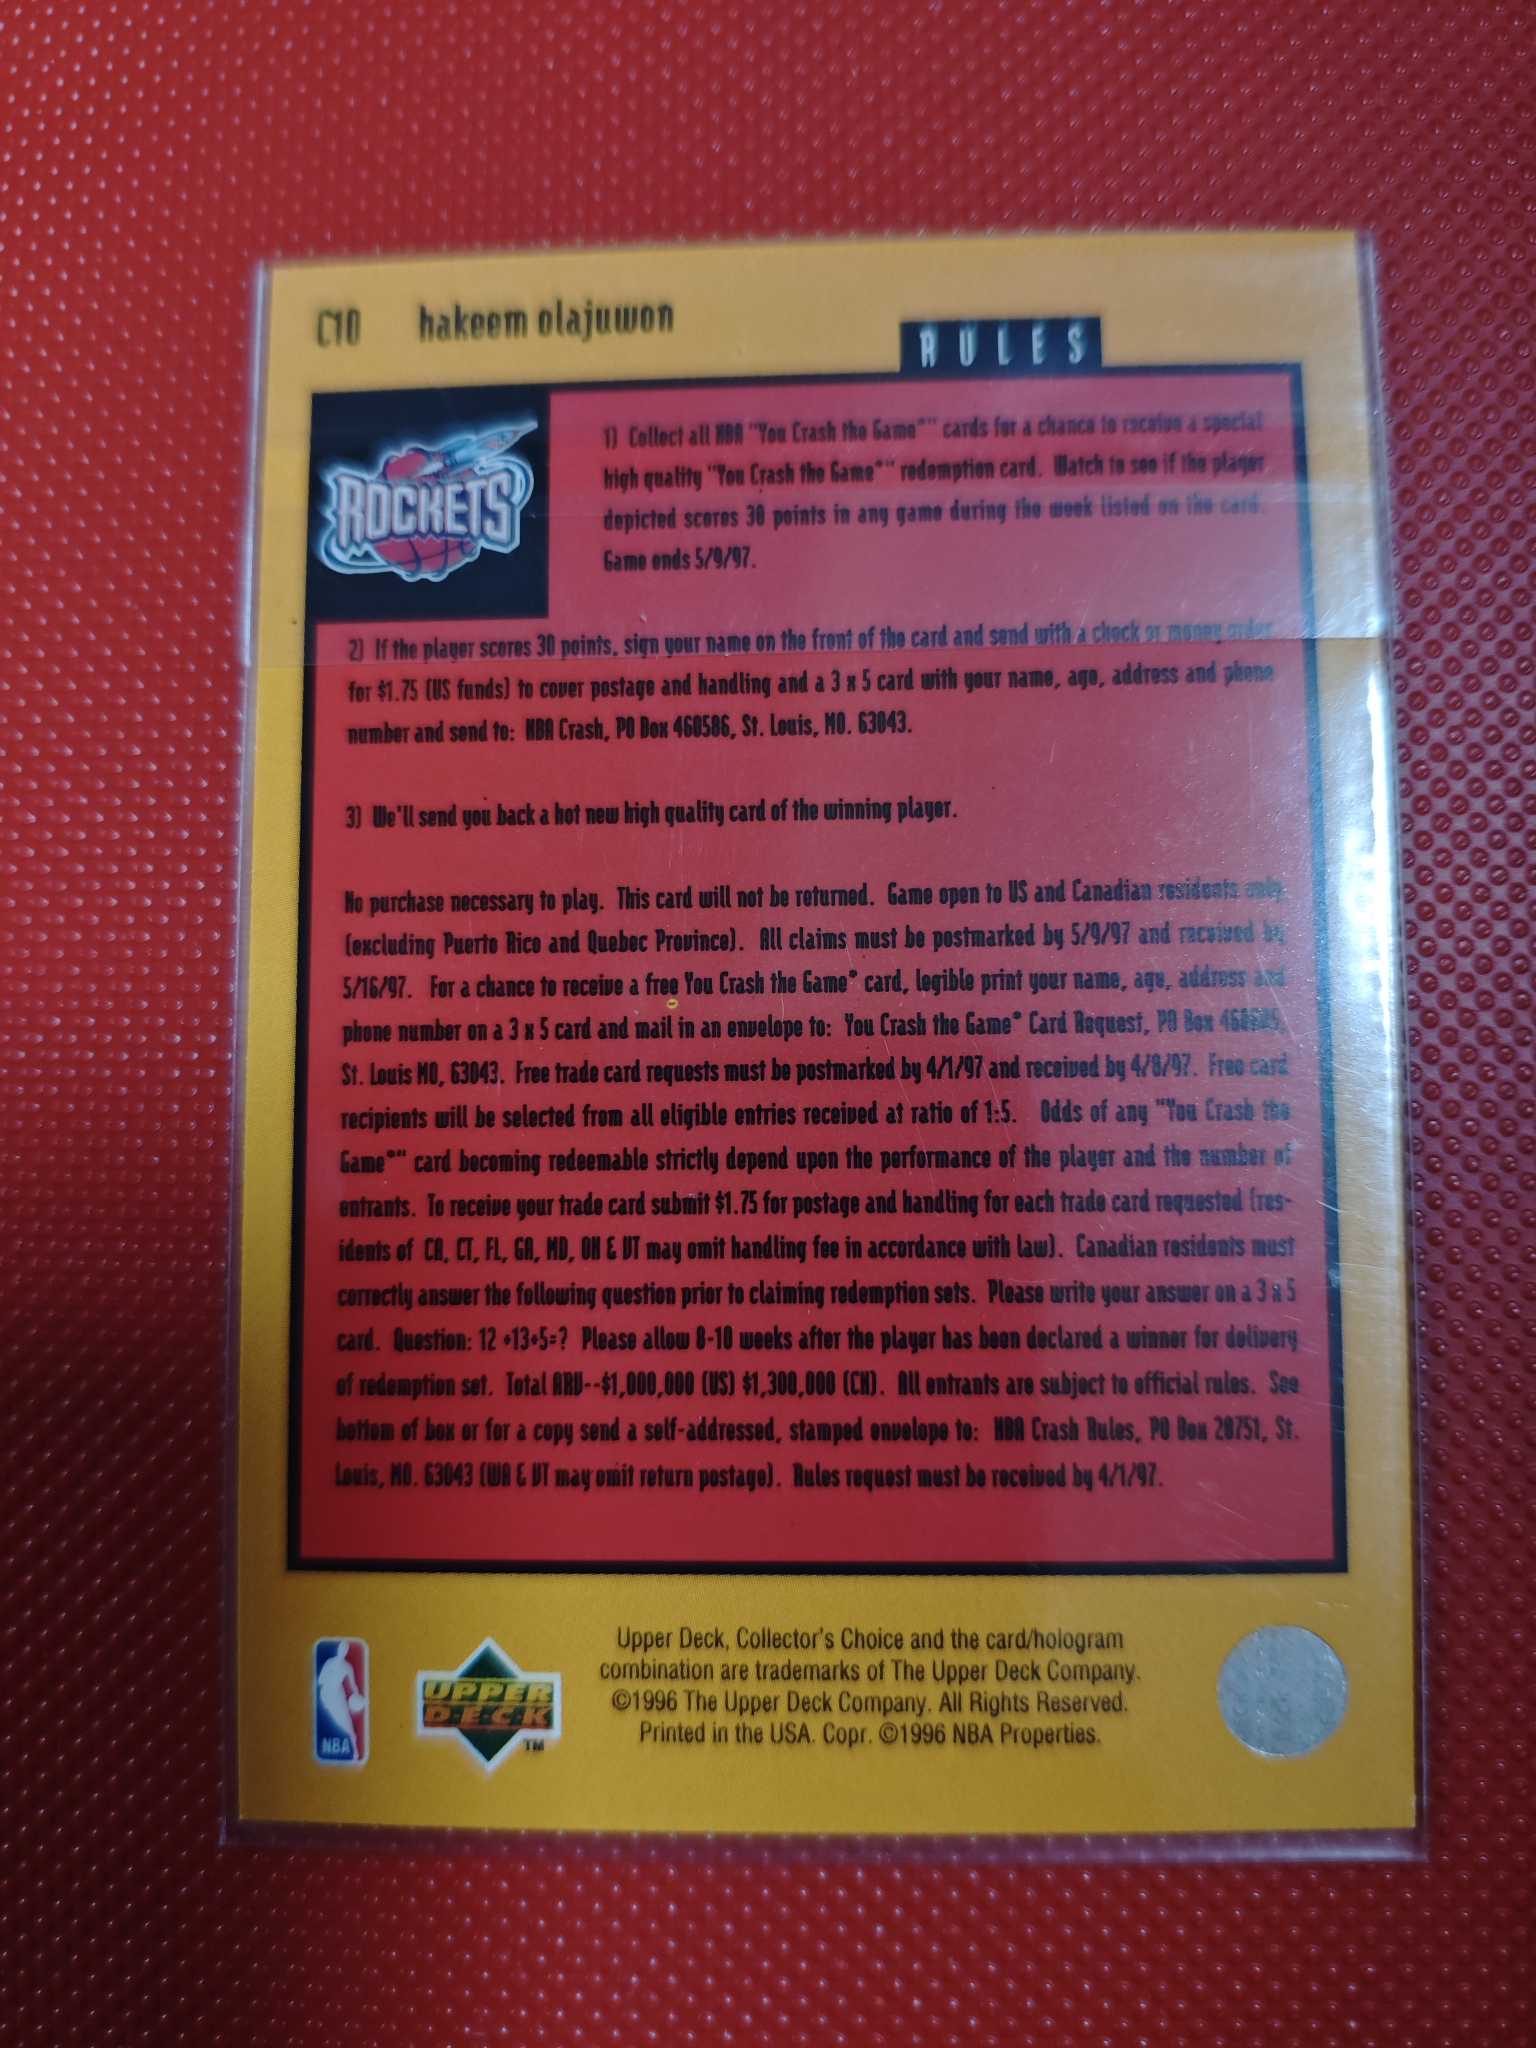 C10 hakeem olajuwon
RULES
ROCKETS
1) Collect all NBA "You Crash the Game®" cards for a chance to receive a special
high quality "You Crash the Game®" redemption card. Watch to see if the player
depicted scores 30 points in any game during the week listed on the card.
Game ends 5/9/97.
2) If the player scores 30 points, sign your name on the front of the card and send with a check or money order
for $1.75 (US funds) to cover postage and handling and a 3 x 5 card with your name, age, address and phone
number and send to: NBA Crash, PO Box 460586, St. Louis, MO. 63043.
3) We'll send you back a hot new high quality card of the winning player.
No purchase necessary to play. This card will not be returned. Game open to US and Canadian residents only.
(excluding Puerto Rico and Quebec Province). All claims must be postmarked by 5/9/97 and received by
5/16/97. For a chance to receive a free You Crash the Game® card, legible print your name, age, address and
phone number on a 3 x 5 card and mail in an envelope to: You Crash the Game® Card Request, PO Box
St. Louis MO, 63043. Free trade card requests must be postmarked by 4/1/97 and received by 4/8/97. Free card
recipients will be selected from all eligible entries received at ratio of 1:5. Odds of any "You Crash the
Game®" card becoming redeemable strictly depend upon the performance of the player and the number of
entrants. To receive your trade card submit $1.75 for postage and handling for each trade card requested (res-
idents of CA, CT, FL, GA, MD, OH & VT may omit handling fee in accordance with law). Canadian residents must
correctly answer the following question prior to claiming redemption sets. Please write your answer on a 3 x 5
card. Question: 12 +13+5=? Please allow 8-10 weeks after the player has been declared a winner for delivery
of redemption set. Total ARV--$1,000,000 (US) $1,300,000 (CN). All entrants are subject to official rules. See
bottom of box or for a copy send a self-addressed, stamped envelope to: NBA Crash Rules, PO Box 28751, St.
Louis, MO. 63043 (WA & VT may omit return postage). Rules request must be received by 4/1/97.
Upper Deck, Collector's Choice and the card/hologram
combination are trademarks of The Upper Deck Company.
©1996 The Upper Deck Company. All Rights Reserved.
Printed in the USA. Copr. ©1996 NBA Properties.
NBA
UPPER
DECK
TM